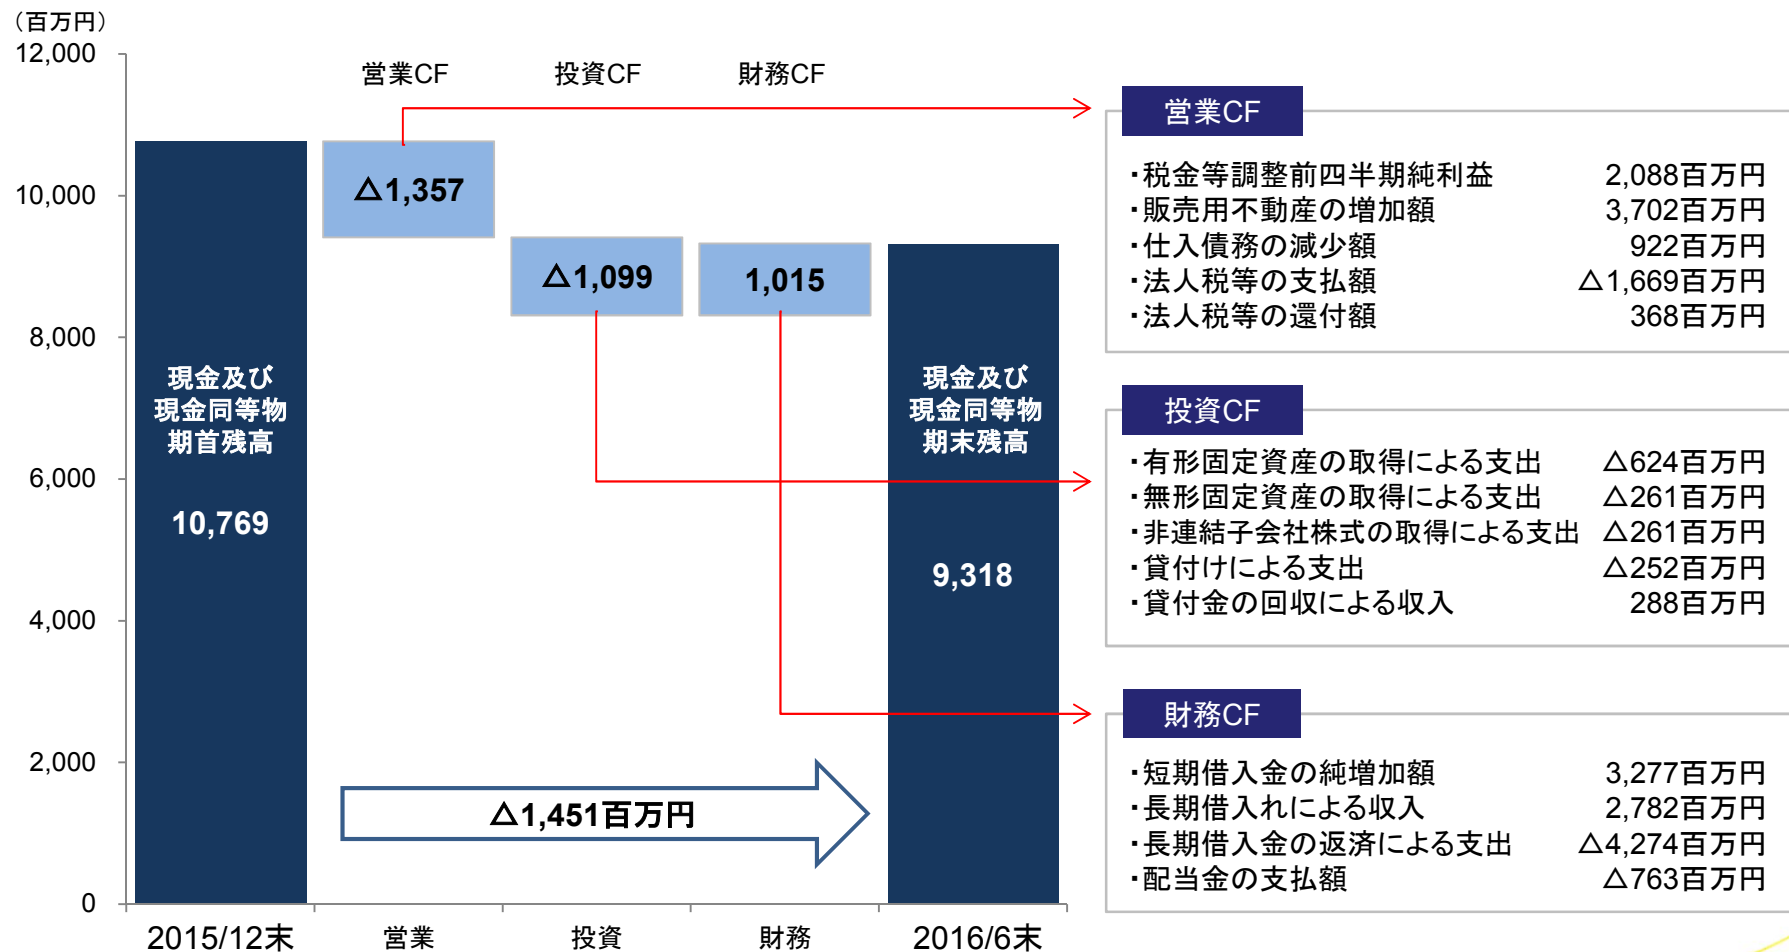 （百万円）
12,000
10,000
8,000
6,000
4,000
2,000
0
営業CF
投資CF
財務CF
現金及び
現金同等物
期首残高
10,769
△1,357
△1,099
1,015
現金及び
現金同等物
期末残高
9,318
△1,451百万円
2015/12末
営業
投資
財務
2016/6末
営業CF
・税金等調整前四半期純利益 2,088百万円
・販売用不動産の増加額 3,702百万円
・仕入債務の減少額 922百万円
・法人税等の支払額 △1,669百万円
・法人税等の還付額 368百万円
投資CF
・有形固定資産の取得による支出 △624百万円
・無形固定資産の取得による支出 △261百万円
・非連結子会社株式の取得による支出 △261百万円
・貸付けによる支出 △252百万円
・貸付金の回収による収入 288百万円
財務CF
・短期借入金の純増加額 3,277百万円
・長期借入れによる収入 2,782百万円
・長期借入金の返済による支出 △4,274百万円
・配当金の支払額 △763百万円